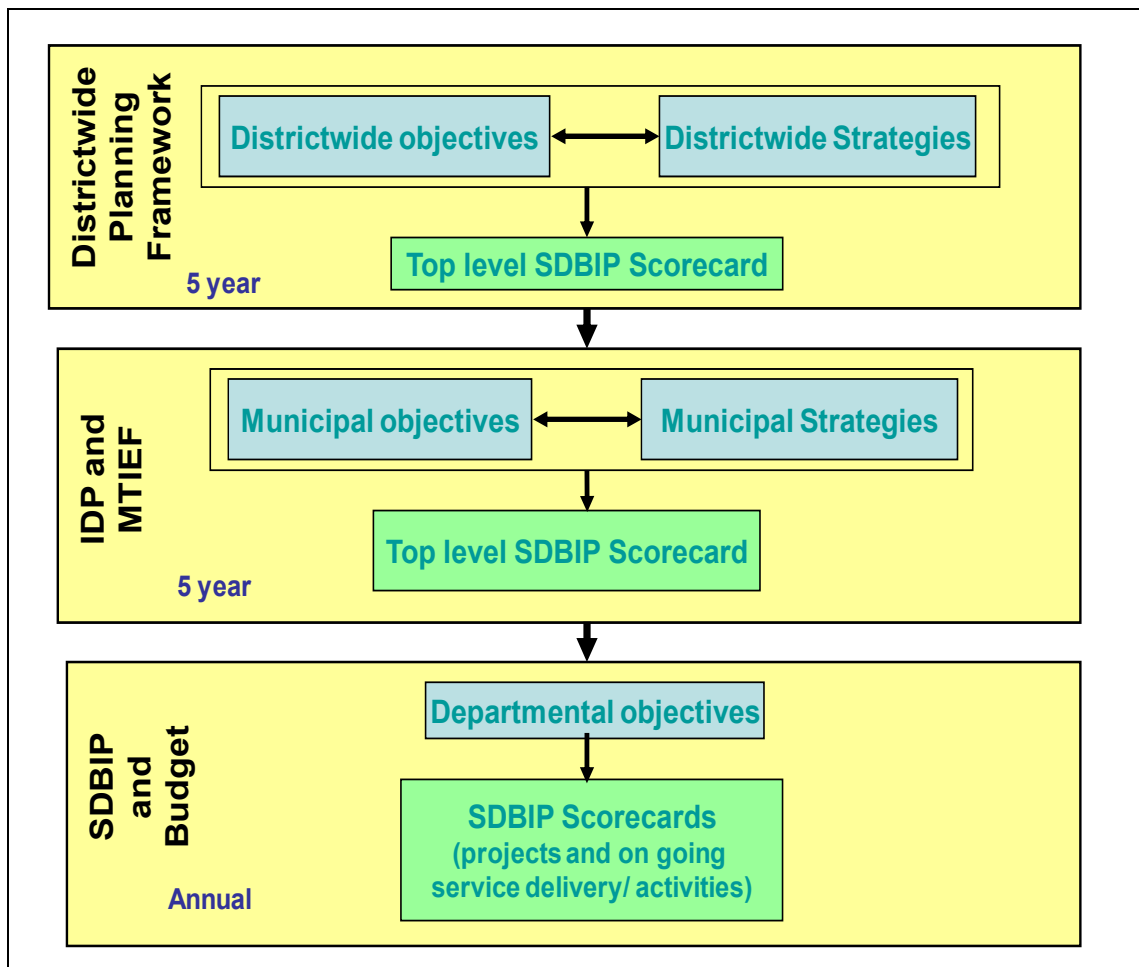 Districtwide
Planning
Framework
5 year
Districtwide objectives
Districtwide Strategies
Top level SDBIP Scorecard
IDP and
MTIEF
5 year
Municipal objectives
Municipal Strategies
Top level SDBIP Scorecard
SDBIP
and
Budget
Annual
Departmental objectives
SDBIP Scorecards
(projects and on going
service delivery/ activities)